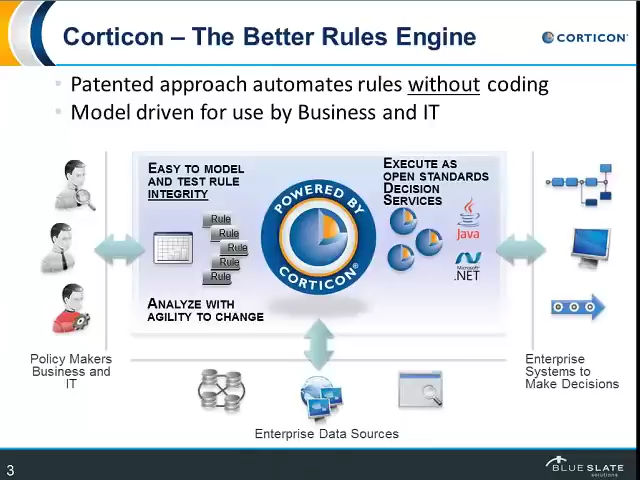 Corticon – The Better Rules Engine
CORTICON
• Patented approach automates rules without coding
• Model driven for use by Business and IT
EASY TO MODEL
AND TEST RULE
INTEGRITY
Rule
Rule
Rule
Rule
Rule
ANALYZE WITH
AGILITY TO CHANGE
POWERED BY
CORTICON®
EXECUTE AS
OPEN STANDARDS
DECISION
SERVICES
Java
Microsoft
.NET
Policy Makers
Business and
IT
Enterprise
Systems to
Make Decisions
Enterprise Data Sources
3
BLUE SLATE
solutions